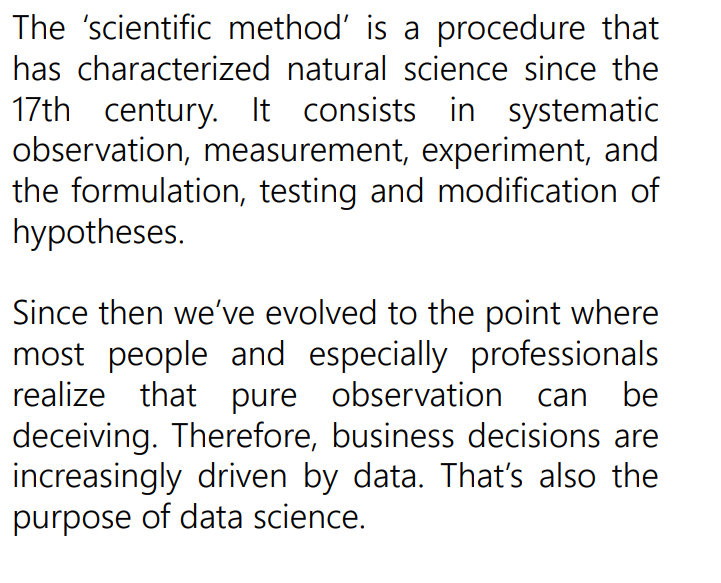 The ‘scientific method’ is a procedure that
has characterized natural science since the
17th century. It consists in systematic
observation, measurement, experiment, and
the formulation, testing and modification of
hypotheses.
Since then we’ve evolved to the point where
most people and especially professionals
realize that pure observation can be
deceiving. Therefore, business decisions are
increasingly driven by data. That’s also the
purpose of data science.